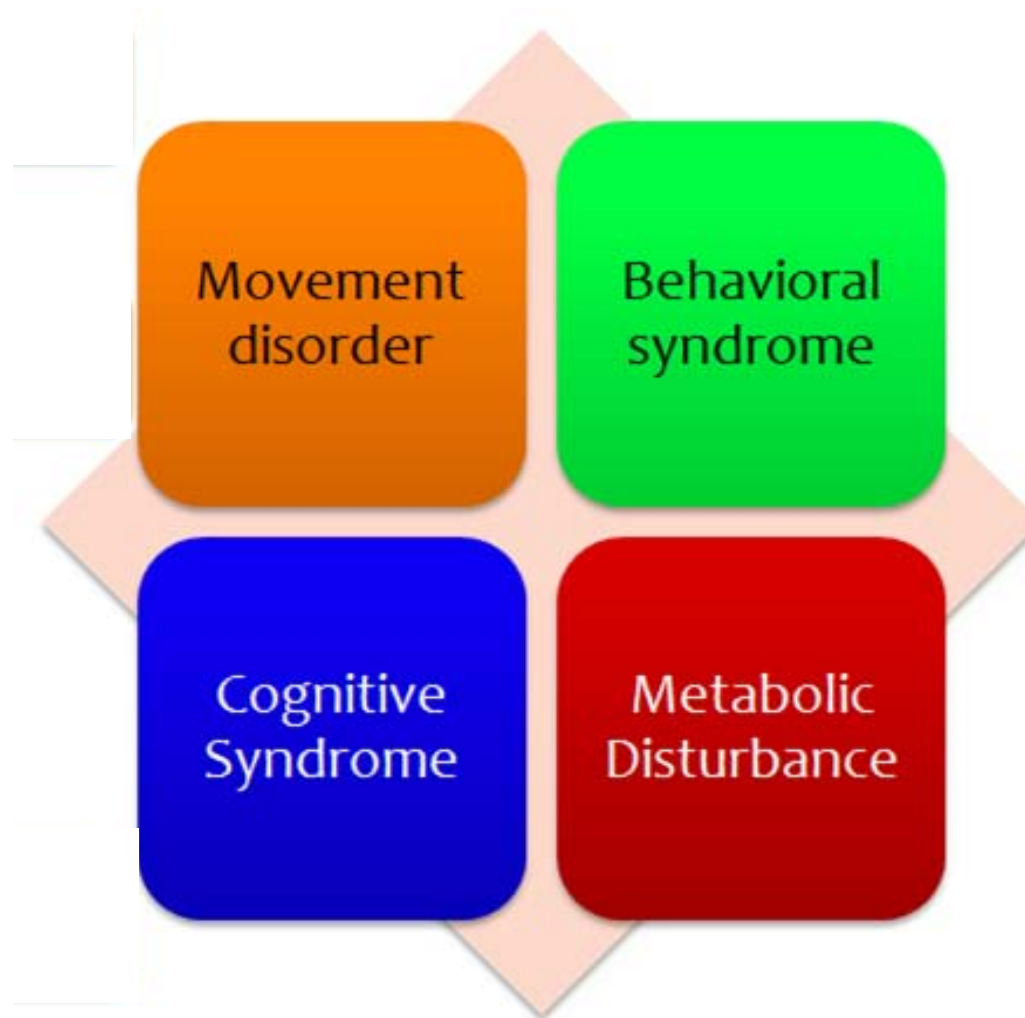 Movement
disorder
Behavioral
syndrome
Cognitive
Syndrome
Metabolic
Disturbance